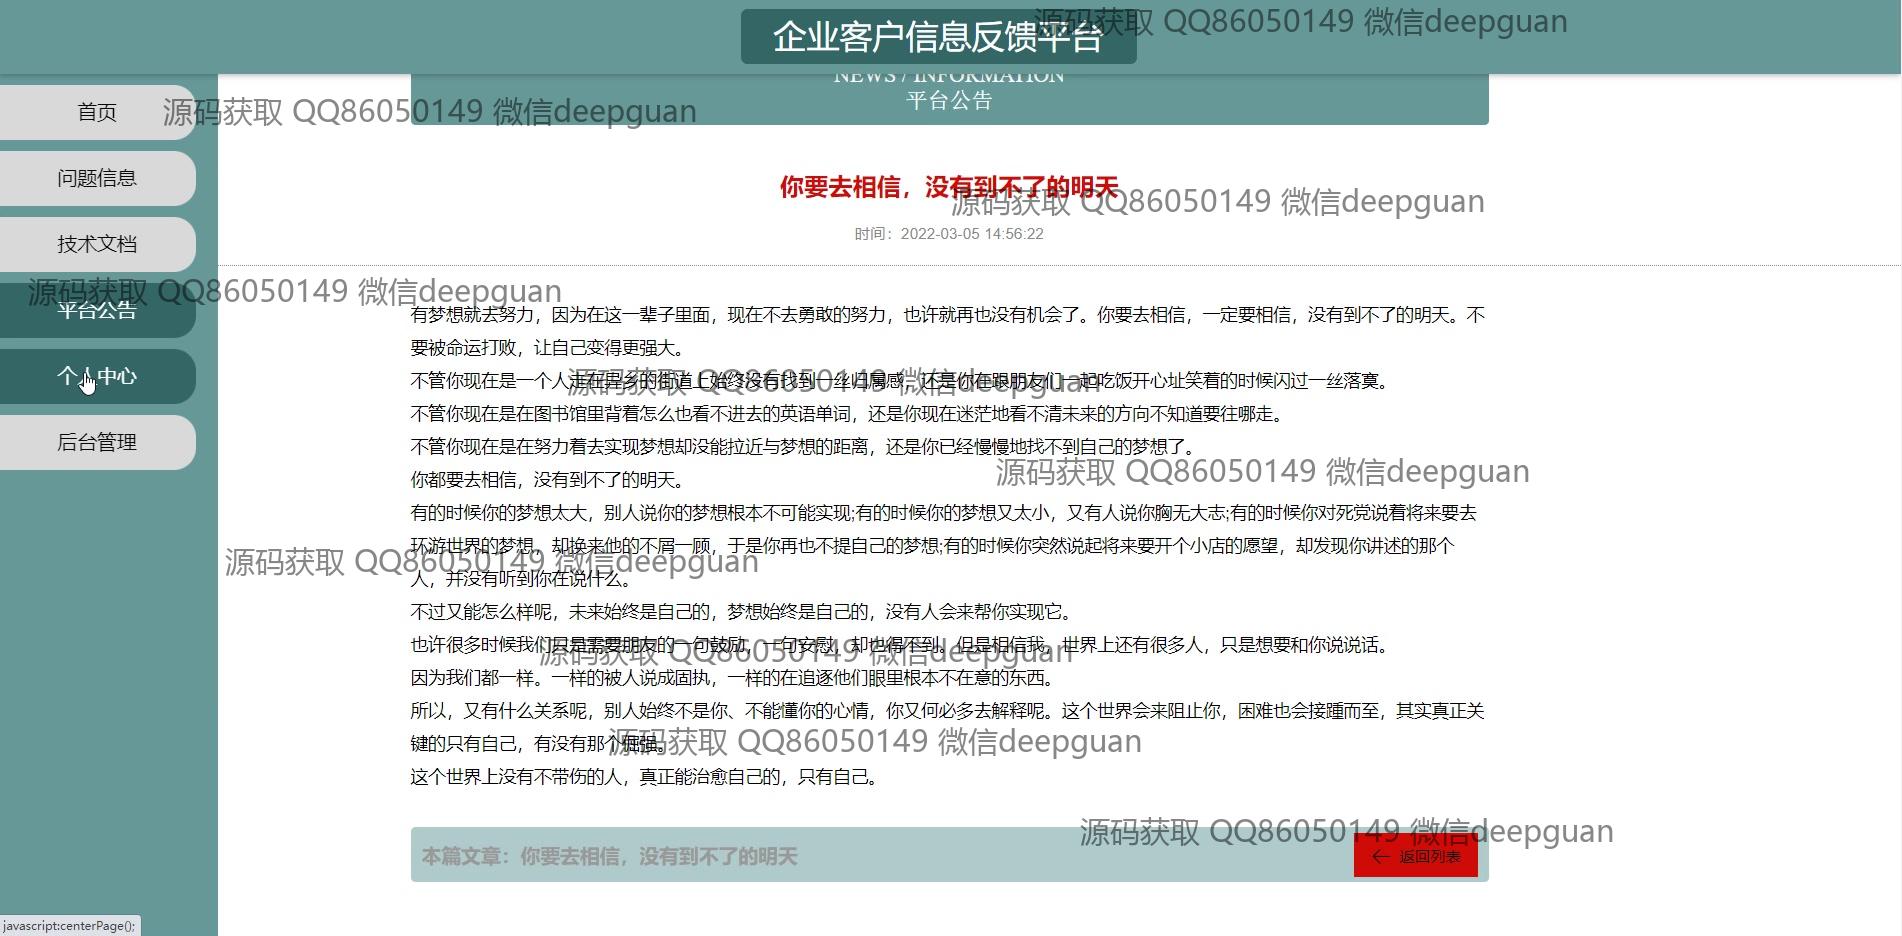 企业客户信息反馈平台
源码获取 QQ86050149 微信deepguan
NEWS / INFORMATION
平台公告
首页
源码获取 QQ86050149 微信deepguan
问题信息
技术文档
平台公告
个人中心
后台管理
你要去相信，没有到不了的明天
源码获取 QQ86050149 微信deepguan
时间：2022-03-05 14:56:22
源码获取 QQ86050149 微信deepguan
有梦想就去努力，因为在这一辈子里面，现在不去勇敢的努力，也许就再也没有机会了。你要去相信，一定要相信，没有到不了的明天。不
要被命运打败，让自己变得更强大。
不管你现在是一个人走在异乡的街道上始终没有找到一丝归属感，还是你在跟朋友们一起吃饭开心址笑着的时候闪过一丝落寞。
源码获取 QQ86050149 微信deepguan
不管你现在是在图书馆里背着怎么也看不进去的英语单词，还是你现在迷茫地看不清未来的方向不知道要往哪走。
不管你现在是在努力着去实现梦想却没能拉近与梦想的距离，还是你已经慢慢地找不到自己的梦想了。
源码获取 QQ86050149 微信deepguan
你都要去相信，没有到不了的明天。
有的时候你的梦想太大，别人说你的梦想根本不可能实现;有的时候你的梦想又太小，又有人说你胸无大志;有的时候你对死党说着将来要去
环游世界的梦想，却换来他的不屑一顾，于是你再也不提自己的梦想;有的时候你突然说起将来要开个小店的愿望，却发现你讲述的那个
源码获取 QQ86050149 微信deepguan
人，并没有听到你在说什么。
不过又能怎么样呢，未来始终是自己的，梦想始终是自己的，没有人会来帮你实现它。
也许很多时候我们只是需要朋友的一句鼓励，一句安慰，却也得不到。但是相信我，世界上还有很多人，只是想要和你说说话。
源码获取 QQ86050149 微信deepguan
因为我们都一样。一样的被人说成固执，一样的在追逐他们眼里根本不在意的东西。
所以，又有什么关系呢，别人始终不是你、不能懂你的心情，你又何必多去解释呢。这个世界会来阻止你，困难也会接踵而至，其实真正关
键的只有自己，有没有那个倔强。
源码获取 QQ86050149 微信deepguan
这个世界上没有不带伤的人，真正能治愈自己的，只有自己。
源码获取 QQ86050149 微信deepguan
本篇文章：你要去相信，没有到不了的明天
← 返回列表
javascript:centerPage();